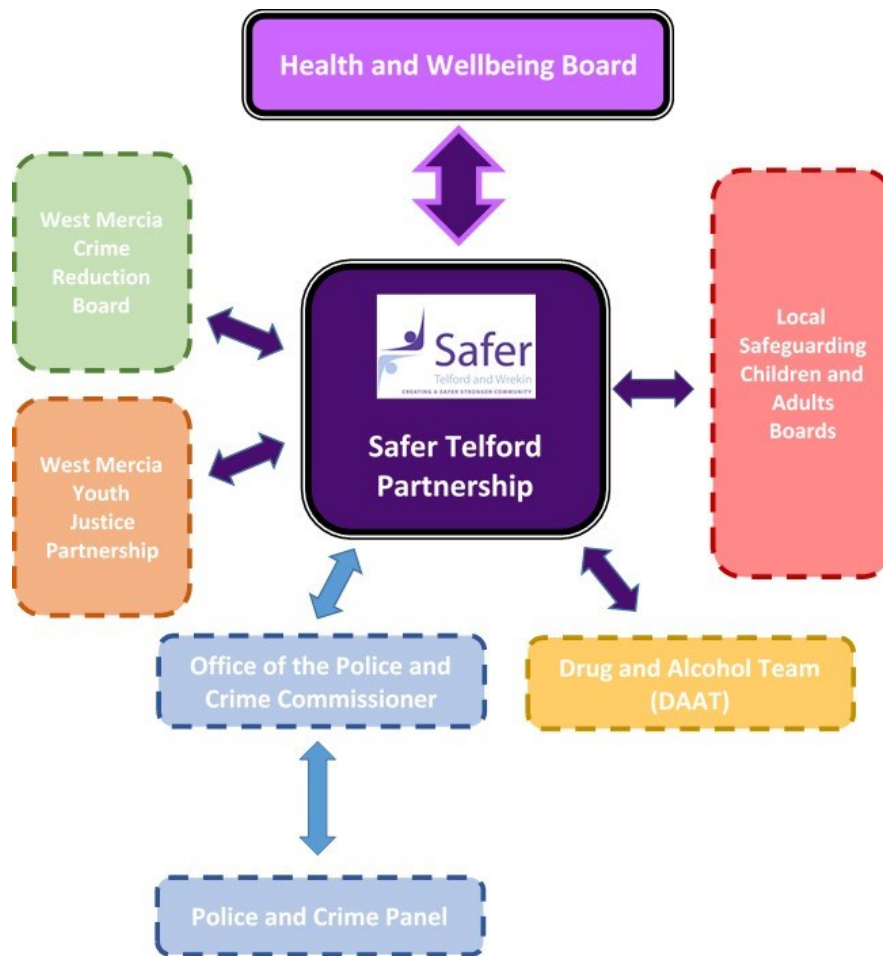 Health and Wellbeing Board
West Mercia
Crime
Reduction
Board
Safer
Telford and Wrekin
CREATING A SAFER STRONGER COMMUNITY
Safer Telford
Partnership
Local
Safeguarding
Children and
Adults
Boards
West Mercia
Youth
Justice
Partnership
Office of the Police and
Crime Commissioner
Drug and Alcohol Team
(DAAT)
Police and Crime Panel